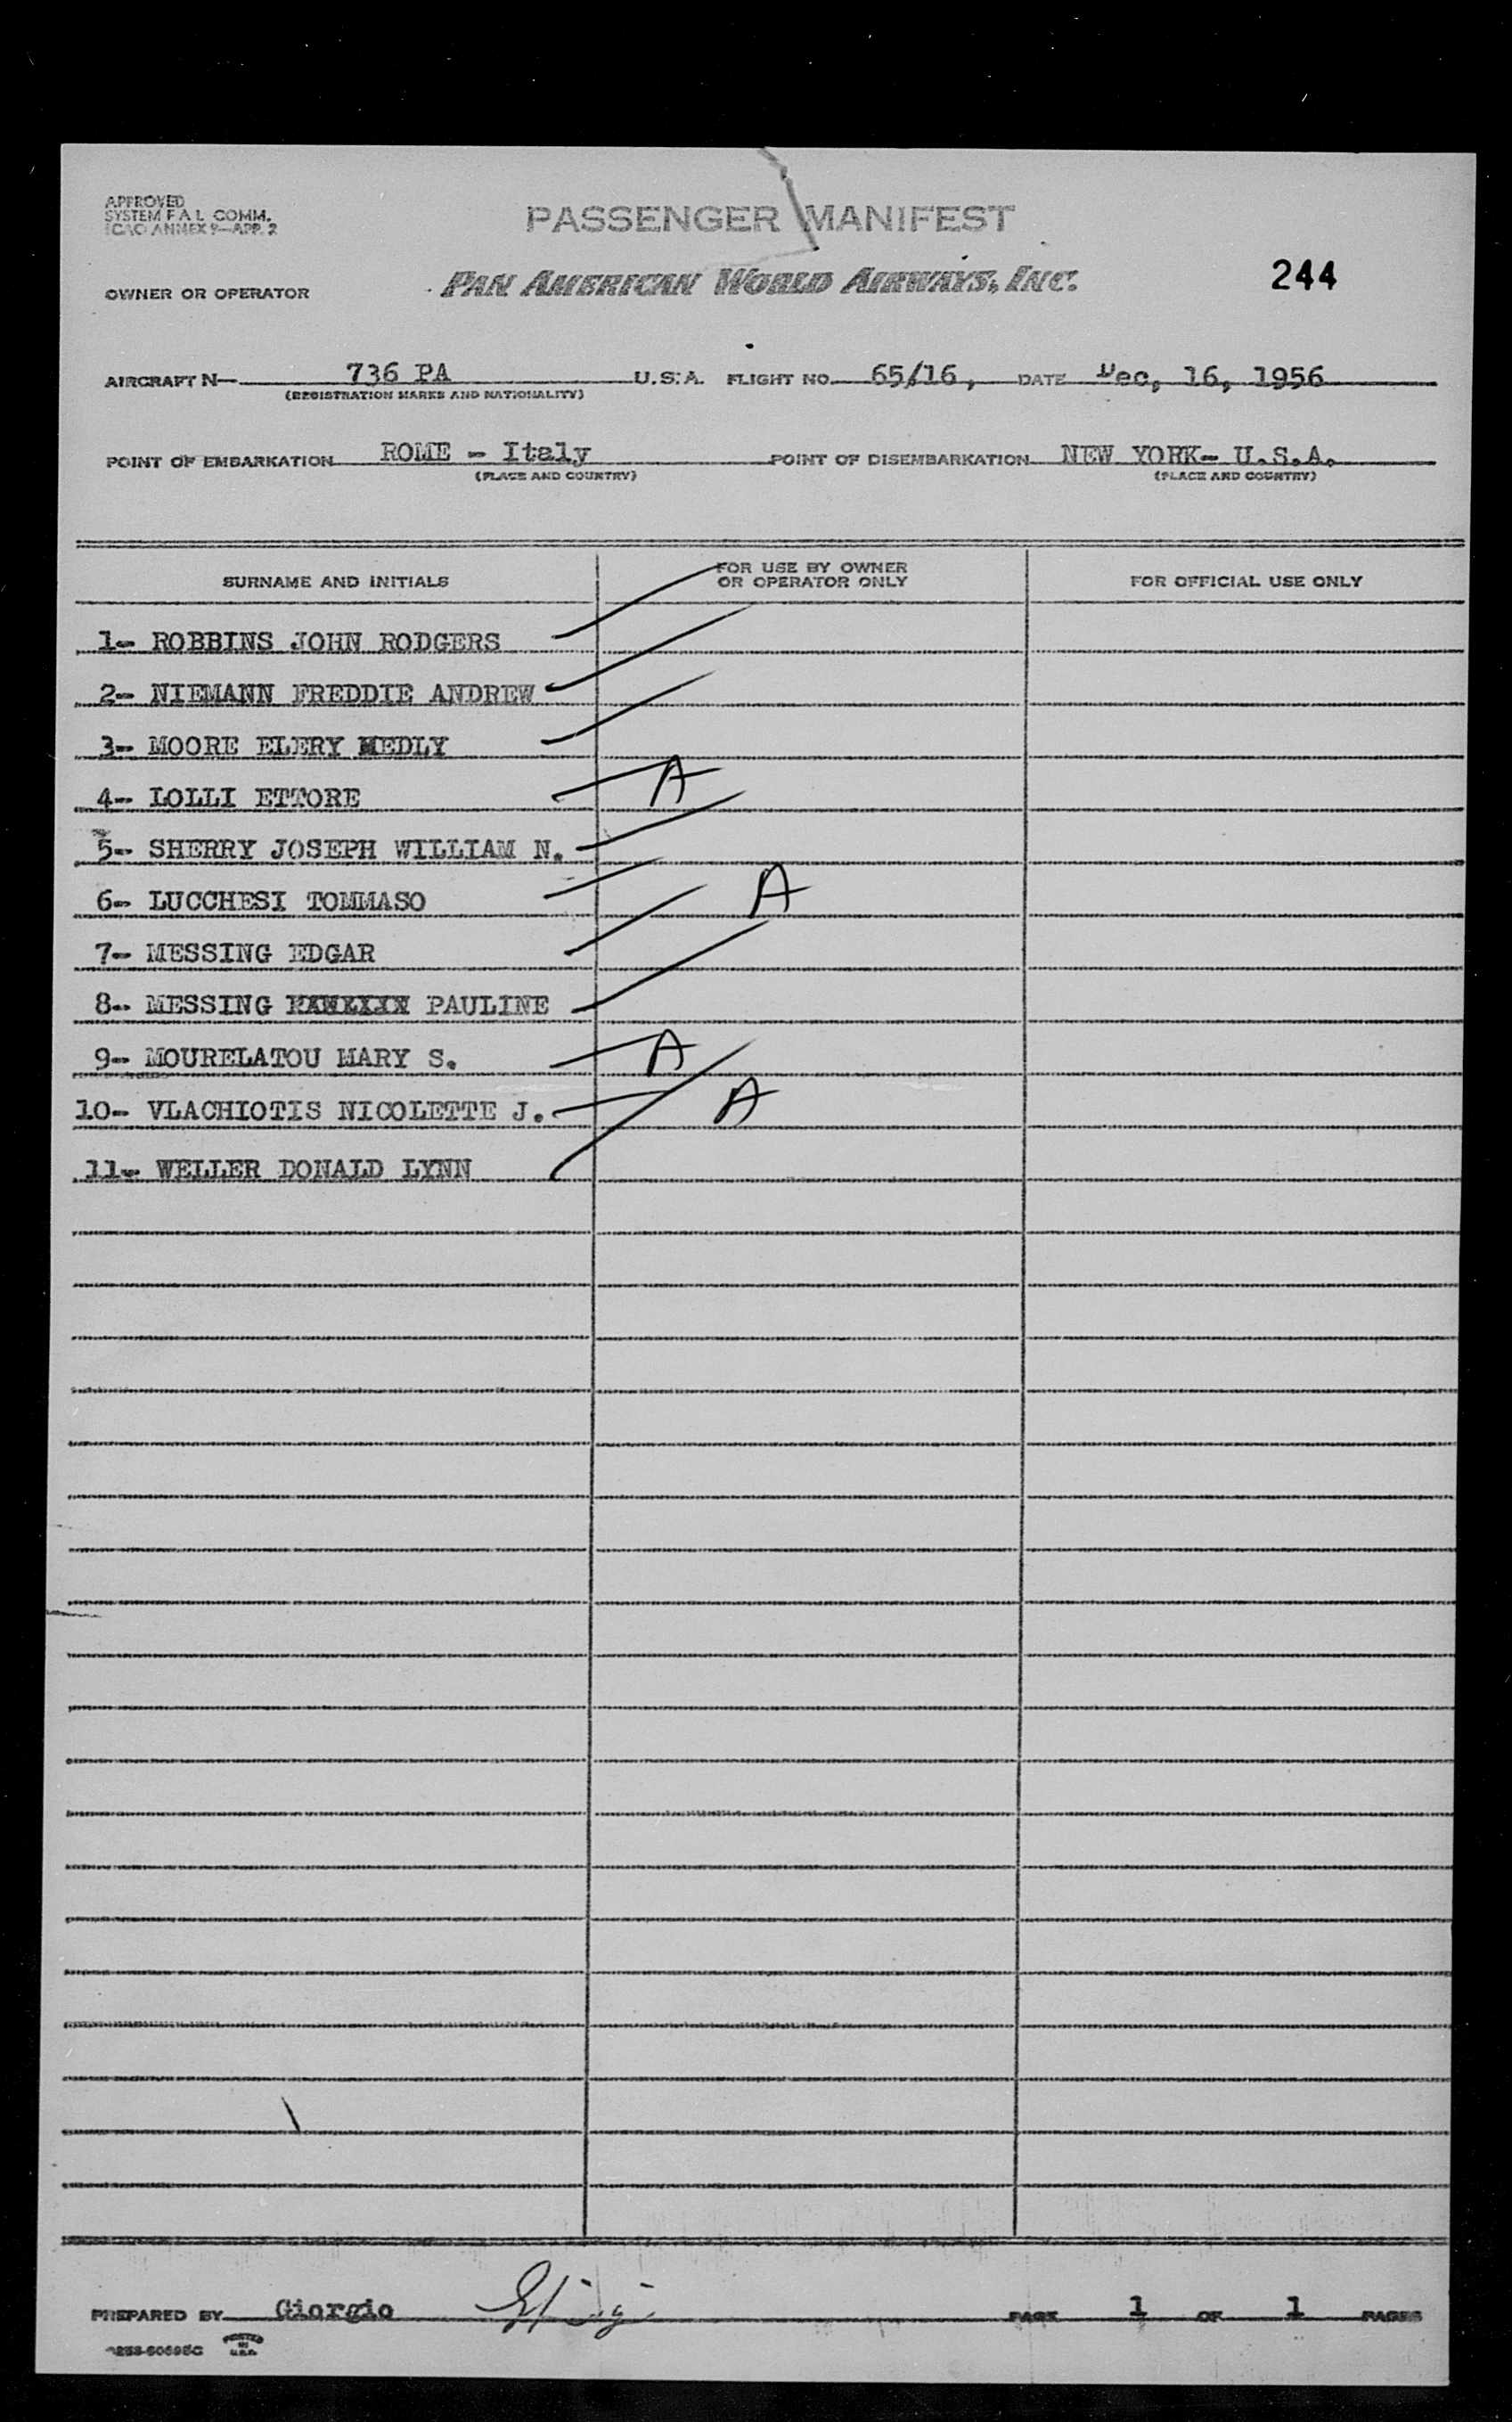 APPROVED
SYSTEM F.A.L. COMM.
ICAO ANNEX 9—APP. 2
PASSENGER MANIFEST
OWNER OR OPERATOR PAN AMERICAN WORLD AIRWAYS, INC. 244
AIRCRAFT N— 736 PA U.S.A. FLIGHT NO. 65/16, DATE Dec, 16, 1956
(REGISTRATION MARKS AND NATIONALITY)
POINT OF EMBARKATION ROME - Italy POINT OF DISEMBARKATION NEW YORK- U.S.A.
(PLACE AND COUNTRY) (PLACE AND COUNTRY)
SURNAME AND INITIALS FOR USE BY OWNER OR OPERATOR ONLY FOR OFFICIAL USE ONLY
1- ROBBINS JOHN RODGERS
2- NIEMANN FREDDIE ANDREW
3- MOORE ELERY MEDLY
4- LOLLI ETTORE A
5- SHERRY JOSEPH WILLIAM N.
6- LUCCHESI TOMMASO A
7- MESSING EDGAR
8- MESSING PAULINE
9- MOURELATOU MARY S. A
10- VLACHIOTIS NICOLETTE J. A
11- WELLER DONALD LYNN
PREPARED BY Giorgio PAGE 1 OF 1 PAGES
PRINTED IN U.S.A.